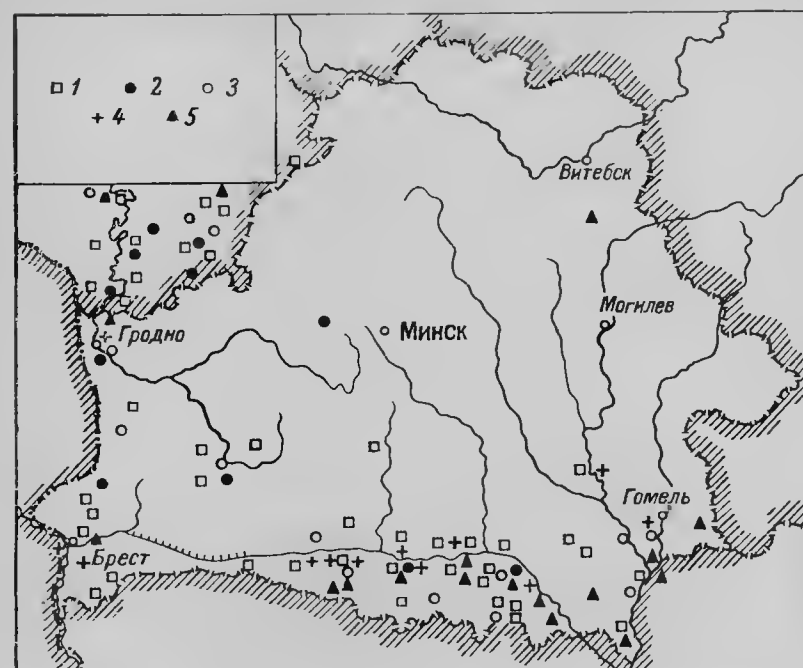 1 2 3
4 5
Витебск
Могилев
Гродно
Минск
Гомель
Брест